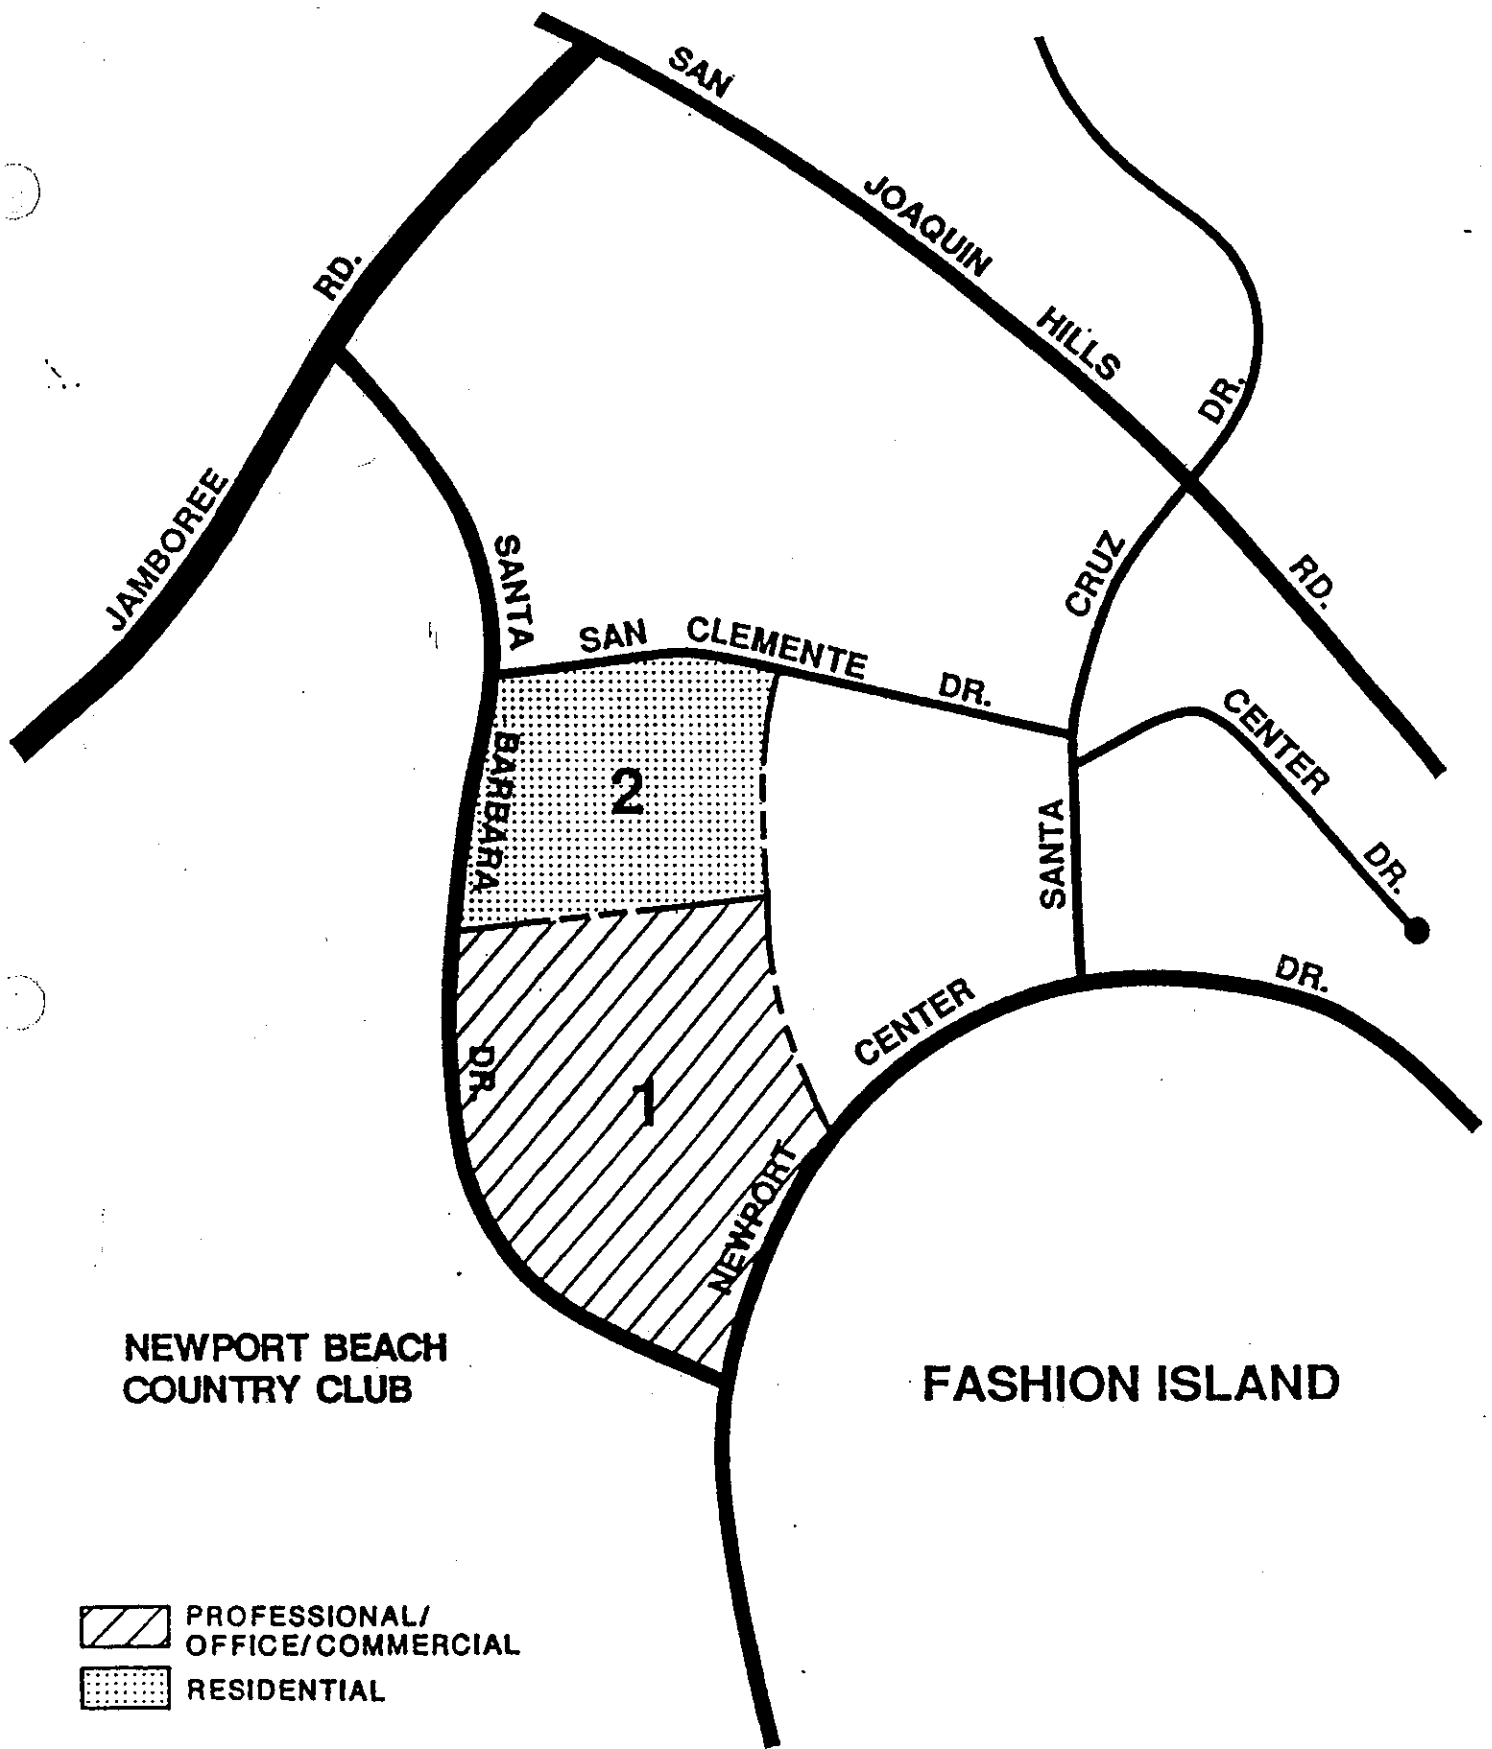 SAN JOAQUIN HILLS RD.
JAMBOREE RD.
SANTA CRUZ DR.
SANTA BARBARA DR.
SAN CLEMENTE DR.
CENTER DR.
2
1
NEWPORT CENTER DR.
NEWPORT BEACH
COUNTRY CLUB
FASHION ISLAND
PROFESSIONAL/
OFFICE/COMMERCIAL
RESIDENTIAL